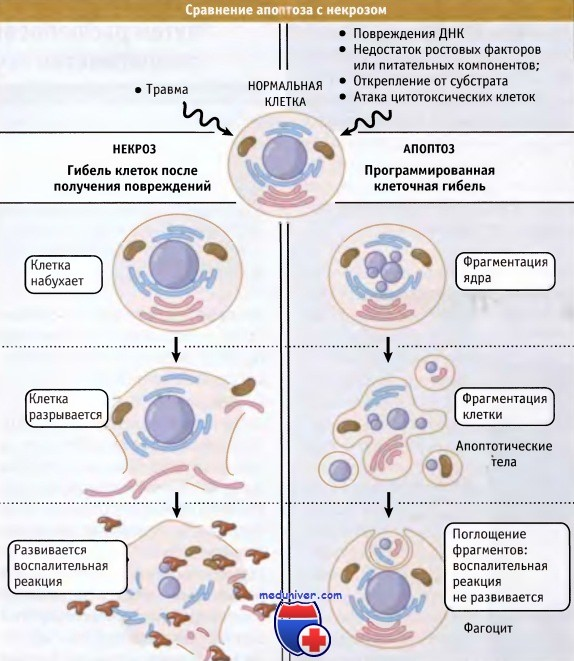 Сравнение апоптоза с некрозом
● Травма
НОРМАЛЬНАЯ
КЛЕТКА
● Повреждения ДНК
● Недостаток ростовых факторов
или питательных компонентов;
● Открепление от субстрата
● Атака цитотоксических клеток
НЕКРОЗ
Гибель клеток после
получения повреждений
АПОПТОЗ
Программированная
клеточная гибель
Клетка
набухает
Фрагментация
ядра
Клетка
разрывается
Фрагментация
клетки
Апоптотические
тела
Развивается
воспалительная
реакция
Поглощение
фрагментов:
воспалительная
реакция
не развивается
Фагоцит
meduniver.com